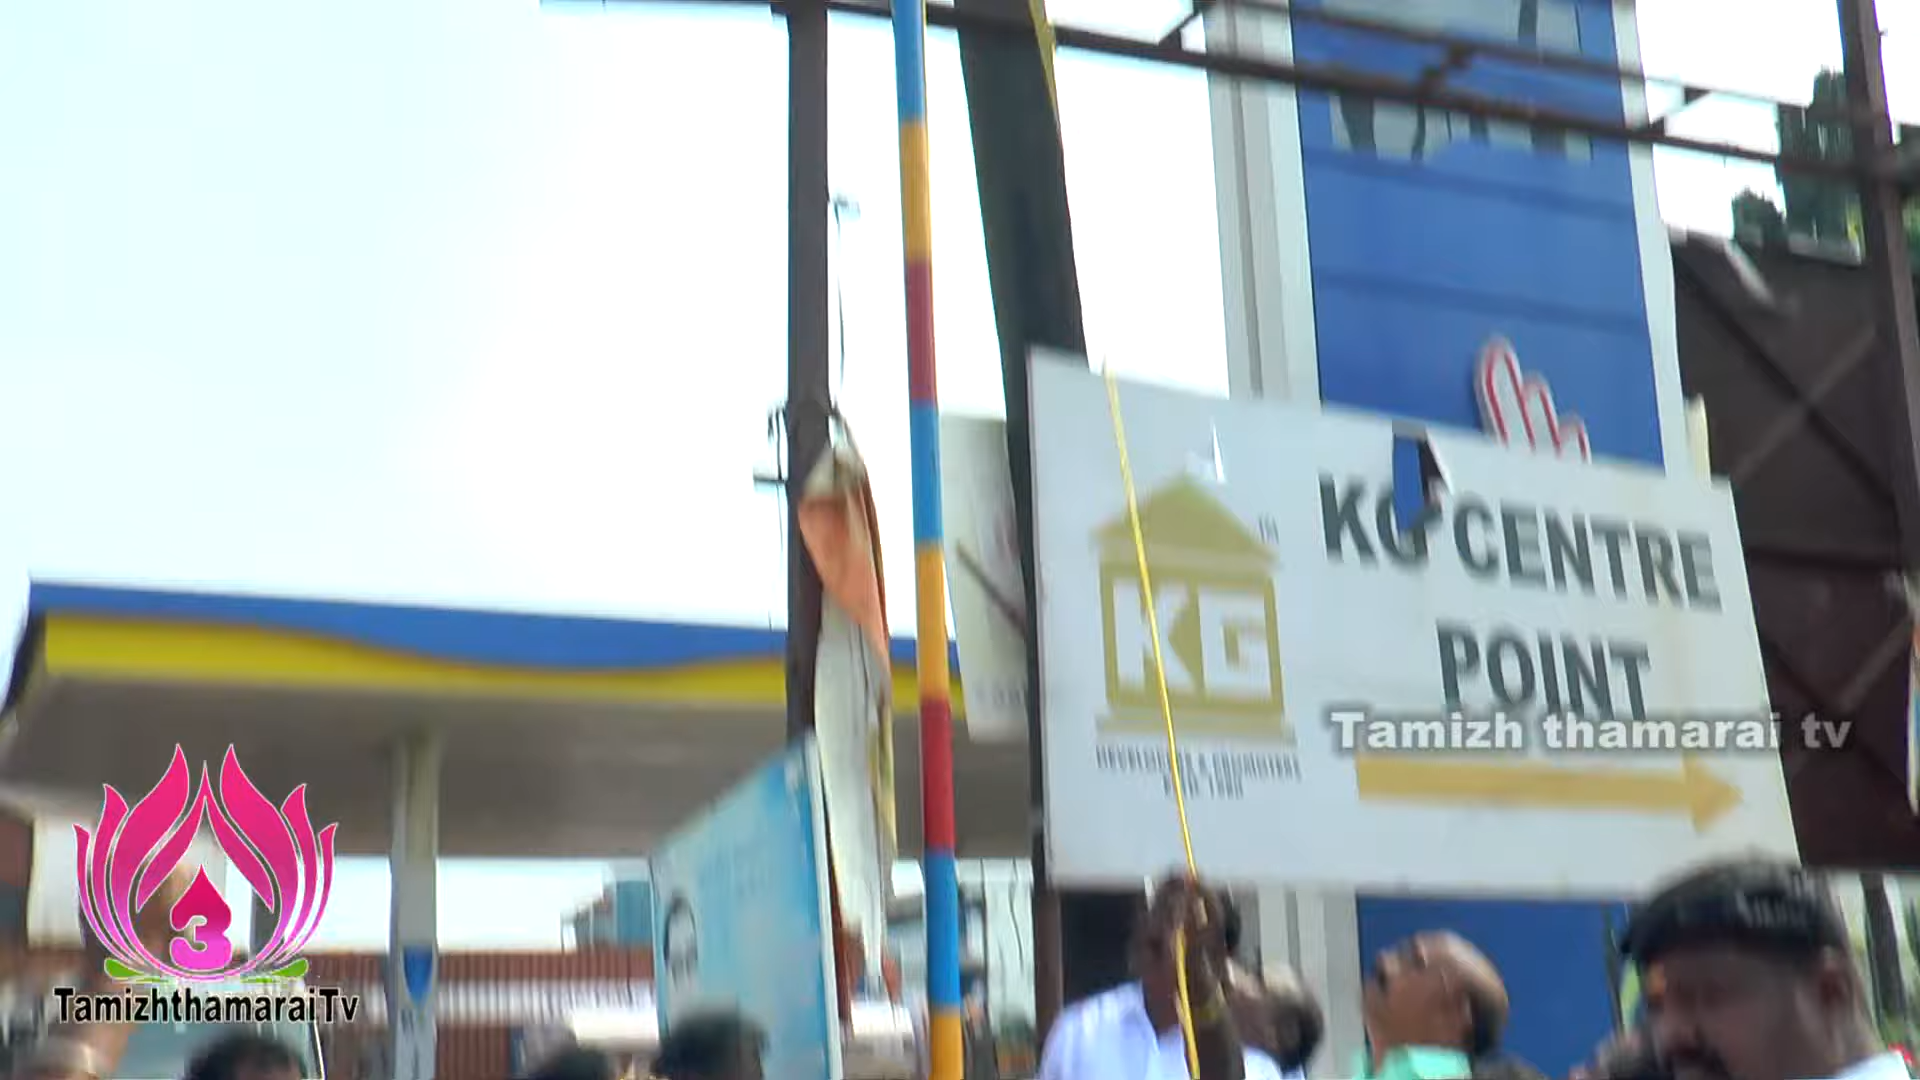 KG CENTRE
POINT
KG
Tamizh thamarai tv
3
TamizhthamaraiTv